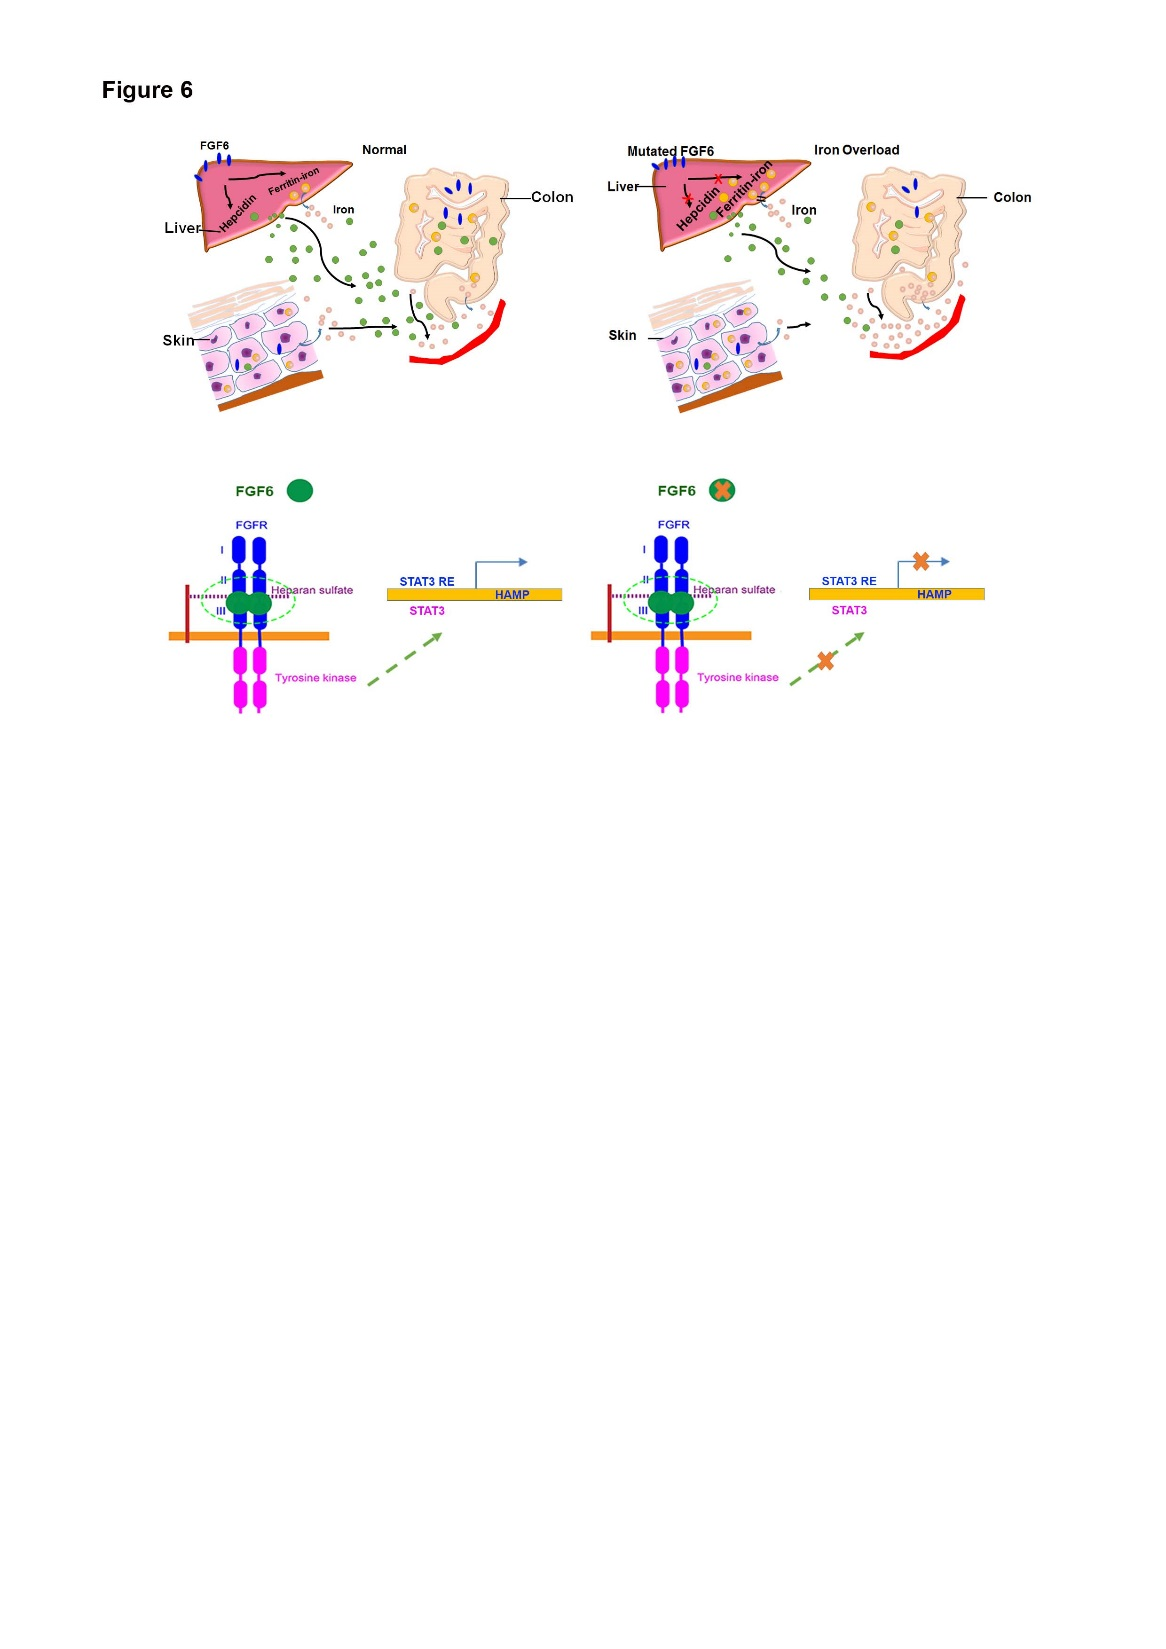 Figure 6
FGF6
Normal
Ferritin-iron
Hepcidin
Iron
Liver
Colon
Skin
Mutated FGF6
Iron Overload
Liver
Hepcidin
Ferritin-iron
Iron
Colon
Skin
FGF6
FGFR
I
II
Heparan sulfate
III
Tyrosine kinase
STAT3 RE
HAMP
STAT3
FGF6
FGFR
I
II
Heparan sulfate
III
Tyrosine kinase
STAT3 RE
HAMP
STAT3